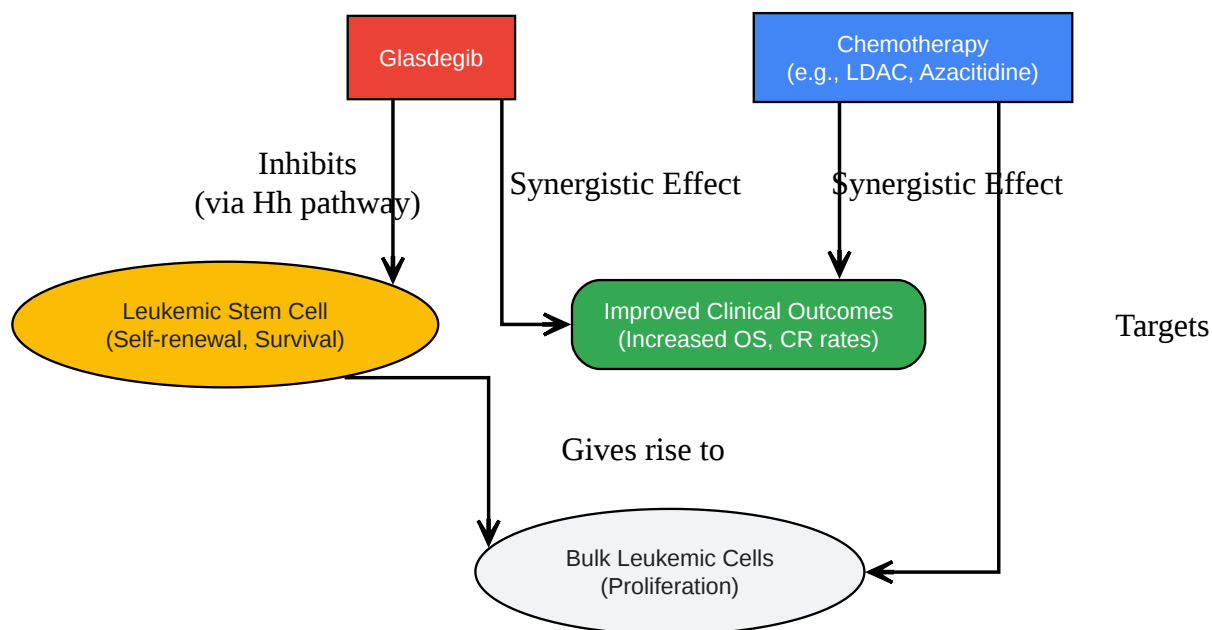 Glasdegib
Chemotherapy
(e.g., LDAC, Azacitidine)
Inhibits
(via Hh pathway)
Synergistic Effect
Synergistic Effect
Leukemic Stem Cell
(Self-renewal, Survival)
Improved Clinical Outcomes
(Increased OS, CR rates)
Targets
Gives rise to
Bulk Leukemic Cells
(Proliferation)